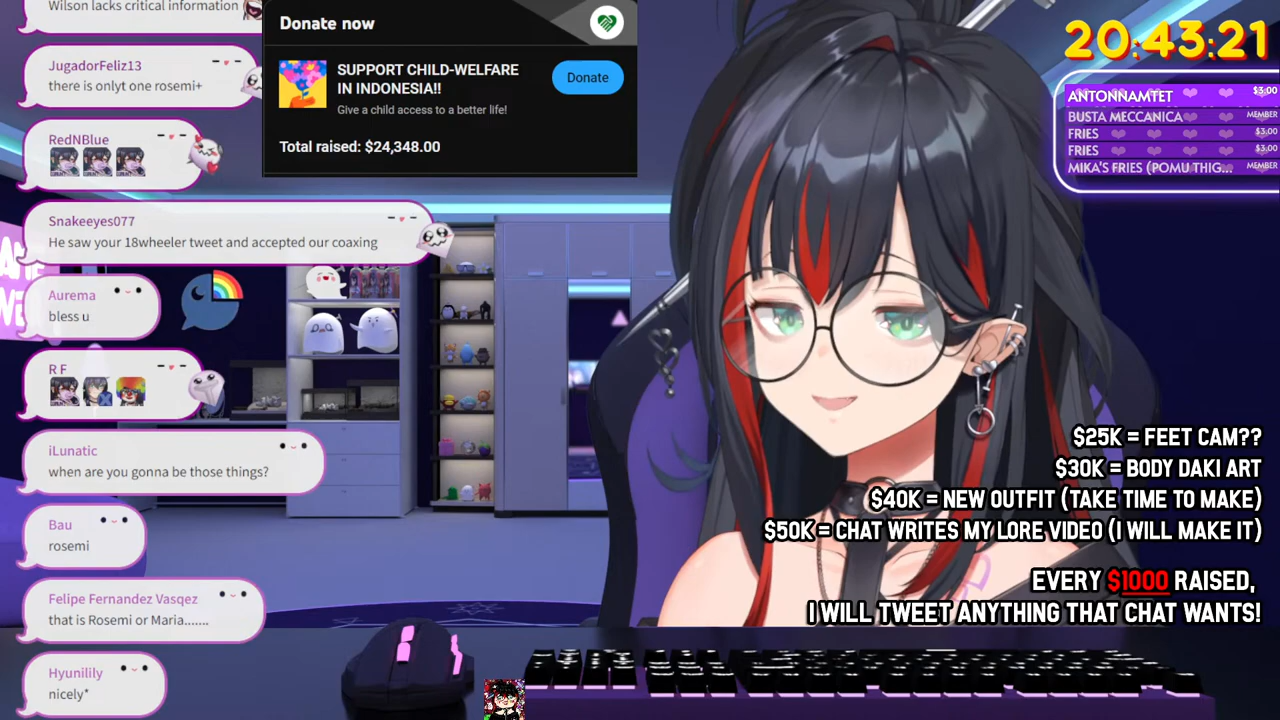 Wilson lacks critical information
JugadorFeliz13
there is onlyt one rosemi+
RedNBlue
Snakeeyes077
He saw your 18wheeler tweet and accepted our coaxing
Aurema
bless u
R F
iLunatic
when are you gonna be those things?
Bau
rosemi
Felipe Fernandez Vasqez
that is Rosemi or Maria.......
Hyunilily
nicely*
Donate now
SUPPORT CHILD-WELFARE
IN INDONESIA!!
Give a child access to a better life!
Donate
Total raised: $24,348.00
20:43:21
ANTONNAMTET $3.00
BUSTA MECCANICA MEMBER
FRIES $3.00
FRIES $3.00
MIKA'S FRIES (POMU THIG... MEMBER
$25K = FEET CAM??
$30K = BODY DAKI ART
$40K = NEW OUTFIT (TAKE TIME TO MAKE)
$50K = CHAT WRITES MY LORE VIDEO (I WILL MAKE IT)
EVERY $1000 RAISED,
I WILL TWEET ANYTHING THAT CHAT WANTS!